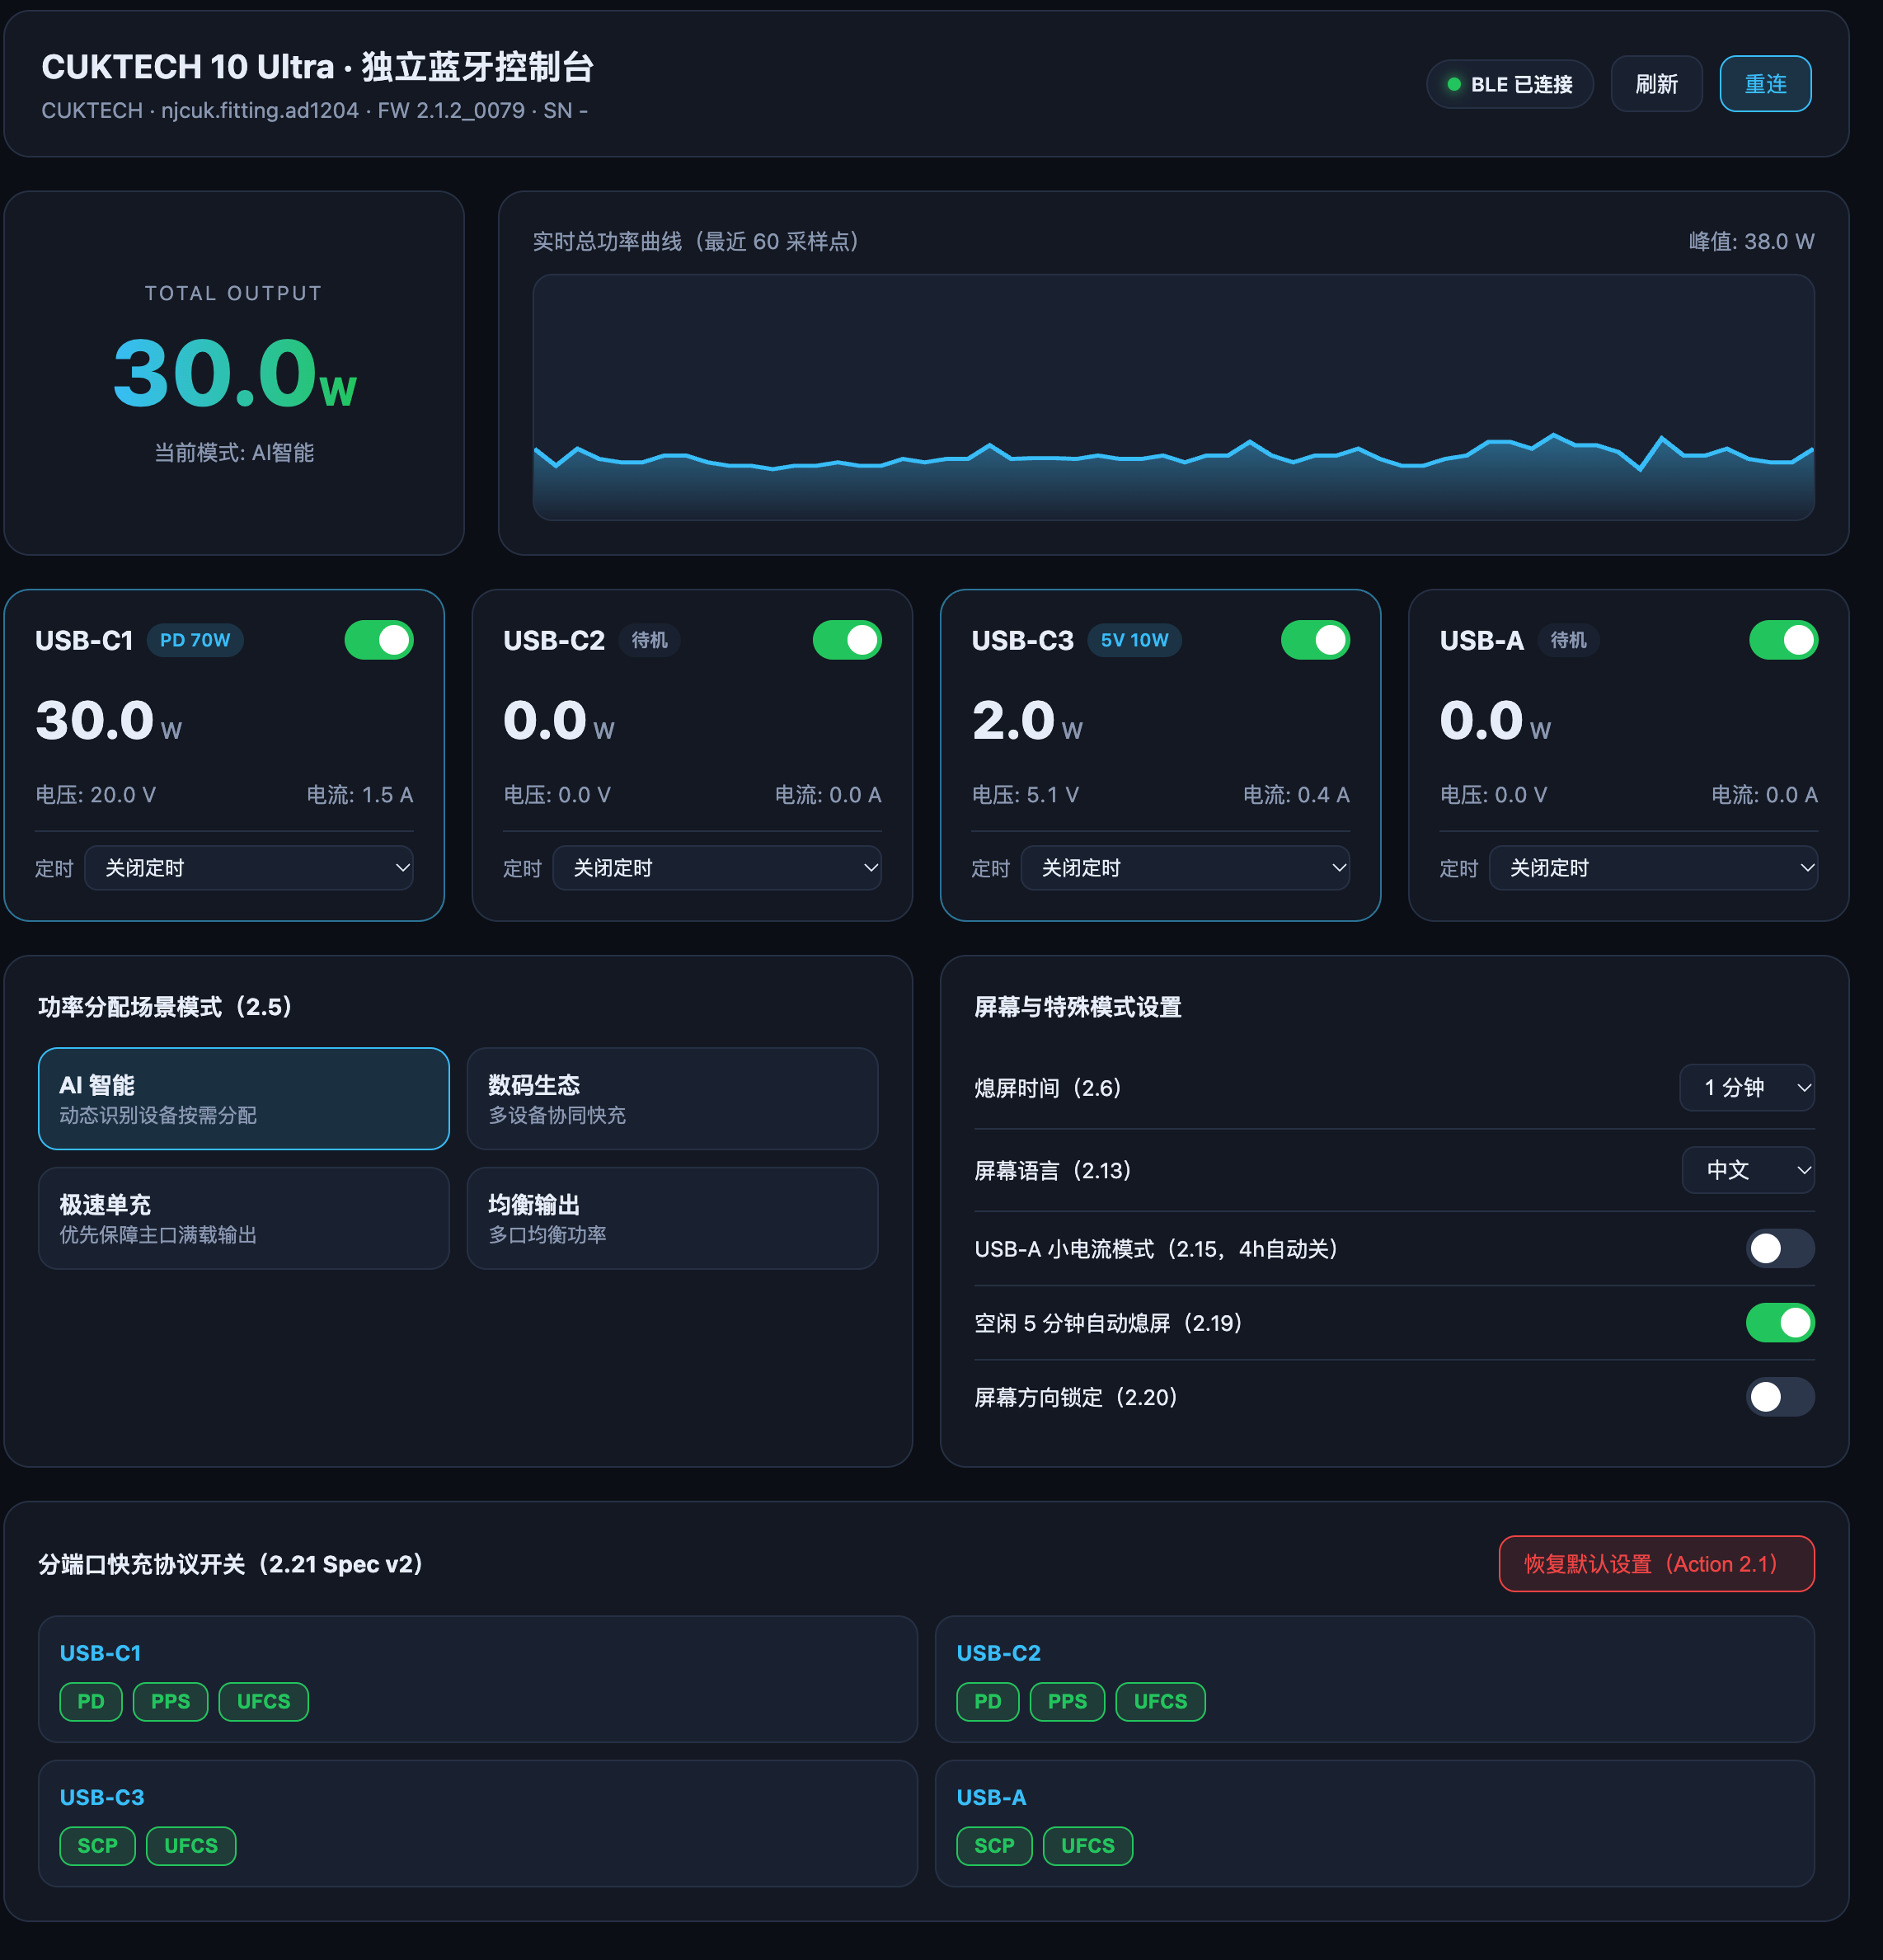 CUKTECH 10 Ultra · 独立蓝牙控制台
CUKTECH · njcuk.fitting.ad1204 · FW 2.1.2_0079 · SN -
BLE 已连接
刷新
重连
TOTAL OUTPUT
30.0W
当前模式: AI智能
实时总功率曲线（最近 60 采样点）
峰值: 38.0 W
USB-C1 PD 70W
30.0 W
电压: 20.0 V 电流: 1.5 A
定时 关闭定时
USB-C2 待机
0.0 W
电压: 0.0 V 电流: 0.0 A
定时 关闭定时
USB-C3 5V 10W
2.0 W
电压: 5.1 V 电流: 0.4 A
定时 关闭定时
USB-A 待机
0.0 W
电压: 0.0 V 电流: 0.0 A
定时 关闭定时
功率分配场景模式（2.5）
AI 智能
动态识别设备按需分配
数码生态
多设备协同快充
极速单充
优先保障主口满载输出
均衡输出
多口均衡功率
屏幕与特殊模式设置
熄屏时间（2.6） 1 分钟
屏幕语言（2.13） 中文
USB-A 小电流模式（2.15，4h自动关）
空闲 5 分钟自动熄屏（2.19）
屏幕方向锁定（2.20）
分端口快充协议开关（2.21 Spec v2）
恢复默认设置（Action 2.1）
USB-C1
PD PPS UFCS
USB-C2
PD PPS UFCS
USB-C3
SCP UFCS
USB-A
SCP UFCS